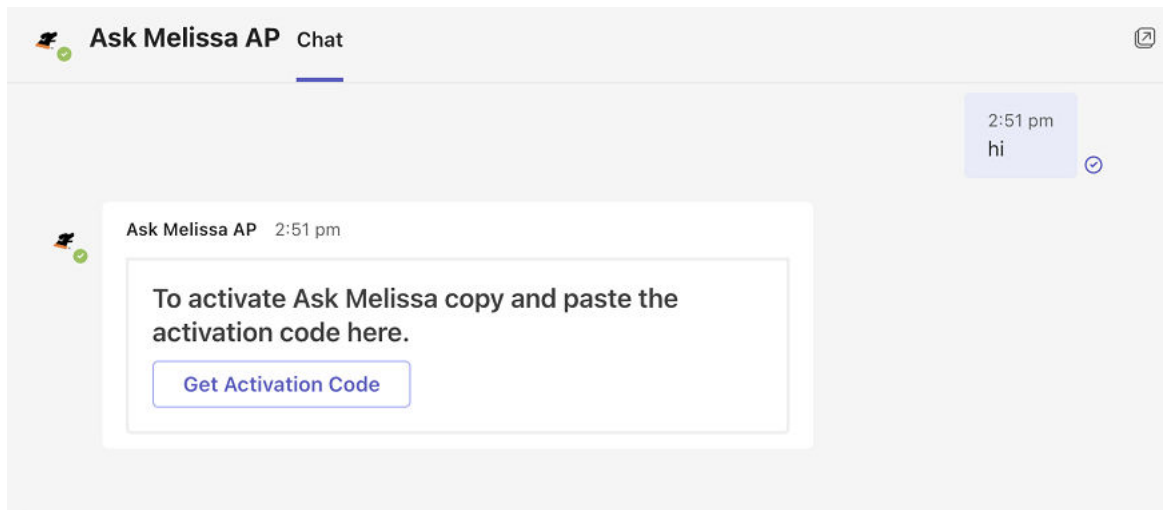 Ask Melissa AP Chat
2:51 pm
hi
Ask Melissa AP 2:51 pm
To activate Ask Melissa copy and paste the
activation code here.
Get Activation Code